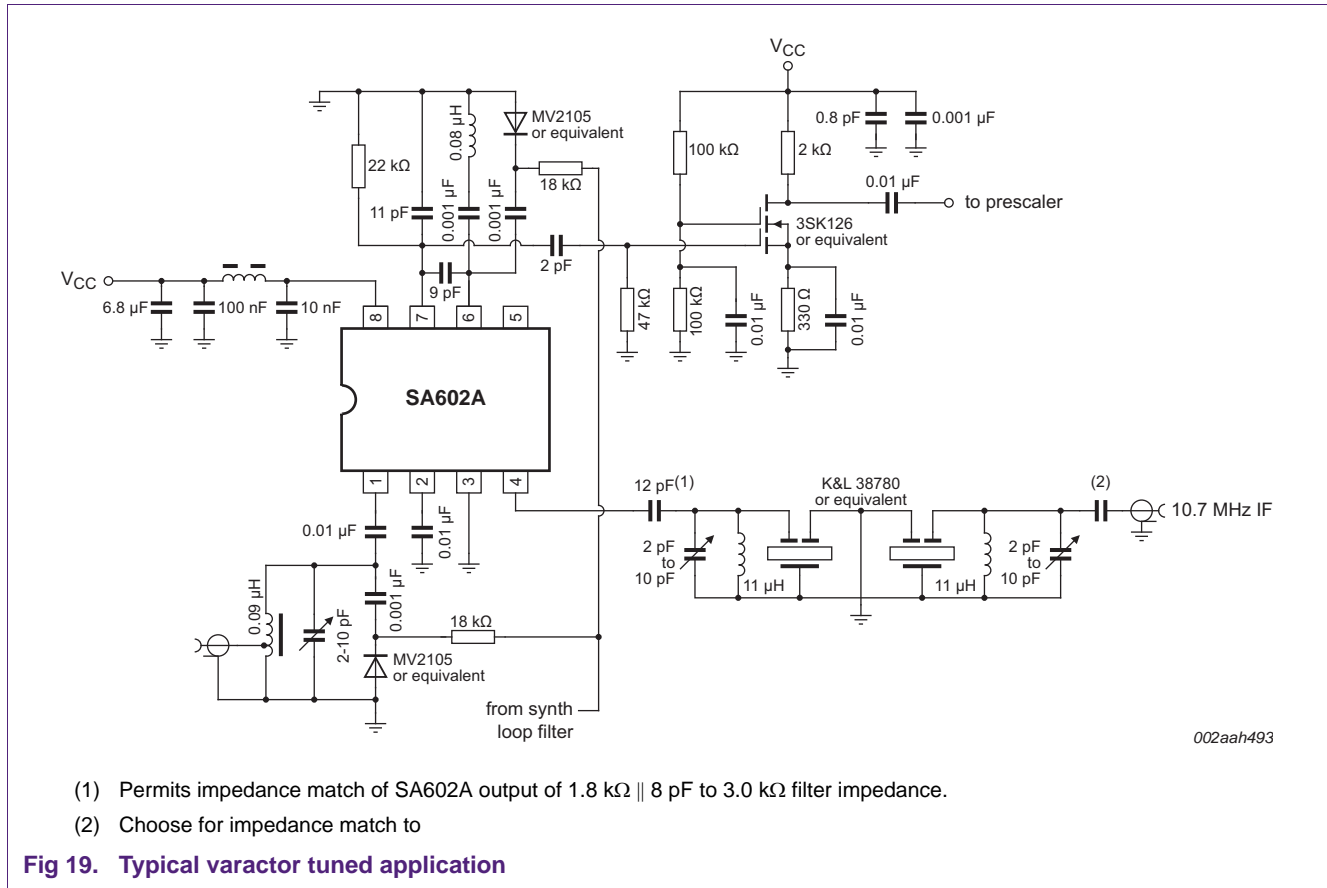 VCC
0.08 µH
MV2105
or equivalent
0.8 pF
0.001 µF
22 kΩ
100 kΩ
2 kΩ
18 kΩ
0.01 µF
11 pF
0.001 µF
0.001 µF
to prescaler
3SK126
or equivalent
VCC
2 pF
9 pF
6.8 µF
100 nF
10 nF
47 kΩ
100 kΩ
0.01 µF
330 Ω
0.01 µF
8
7
6
5
SA602A
1
2
3
4
12 pF(1)
K&L 38780
or equivalent
(2)
10.7 MHz IF
0.01 µF
0.01 µF
2 pF
to
10 pF
11 µH
11 µH
2 pF
to
10 pF
0.09 µH
2-10 pF
0.001 µF
18 kΩ
MV2105
or equivalent
from synth
loop filter
002aah493
(1) Permits impedance match of SA602A output of 1.8 kΩ || 8 pF to 3.0 kΩ filter impedance.
(2) Choose for impedance match to
Fig 19. Typical varactor tuned application